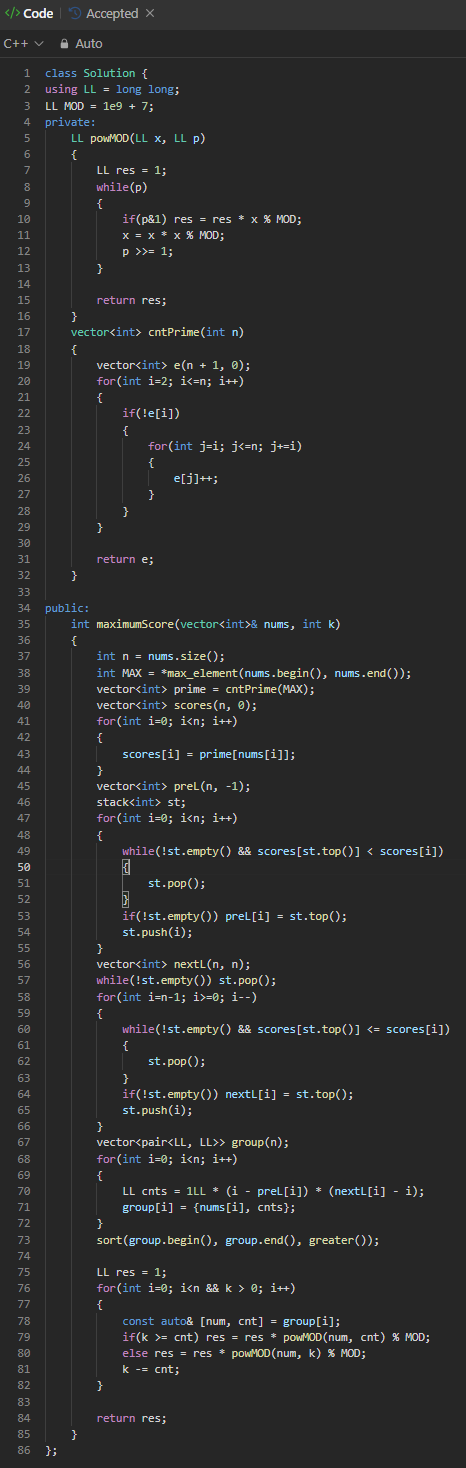 </> Code | Accepted ×
C++ Auto
1 class Solution {
2 using LL = long long;
3 LL MOD = 1e9 + 7;
4 private:
5     LL powMOD(LL x, LL p)
6     {
7         LL res = 1;
8         while(p)
9         {
10             if(p&1) res = res * x % MOD;
11             x = x * x % MOD;
12             p >>= 1;
13         }
14
15         return res;
16     }
17     vector<int> cntPrime(int n)
18     {
19         vector<int> e(n + 1, 0);
20         for(int i=2; i<=n; i++)
21         {
22             if(!e[i])
23             {
24                 for(int j=i; j<=n; j+=i)
25                 {
26                     e[j]++;
27                 }
28             }
29         }
30
31         return e;
32     }
33
34 public:
35     int maximumScore(vector<int>& nums, int k)
36     {
37         int n = nums.size();
38         int MAX = *max_element(nums.begin(), nums.end());
39         vector<int> prime = cntPrime(MAX);
40         vector<int> scores(n, 0);
41         for(int i=0; i<n; i++)
42         {
43             scores[i] = prime[nums[i]];
44         }
45         vector<int> preL(n, -1);
46         stack<int> st;
47         for(int i=0; i<n; i++)
48         {
49             while(!st.empty() && scores[st.top()] < scores[i])
50             {
51                 st.pop();
52             }
53             if(!st.empty()) preL[i] = st.top();
54             st.push(i);
55         }
56         vector<int> nextL(n, n);
57         while(!st.empty()) st.pop();
58         for(int i=n-1; i>=0; i--)
59         {
60             while(!st.empty() && scores[st.top()] <= scores[i])
61             {
62                 st.pop();
63             }
64             if(!st.empty()) nextL[i] = st.top();
65             st.push(i);
66         }
67         vector<pair<LL, LL>> group(n);
68         for(int i=0; i<n; i++)
69         {
70             LL cnts = 1LL * (i - preL[i]) * (nextL[i] - i);
71             group[i] = {nums[i], cnts};
72         }
73         sort(group.begin(), group.end(), greater());
74
75         LL res = 1;
76         for(int i=0; i<n && k > 0; i++)
77         {
78             const auto& [num, cnt] = group[i];
79             if(k >= cnt) res = res * powMOD(num, cnt) % MOD;
80             else res = res * powMOD(num, k) % MOD;
81             k -= cnt;
82         }
83
84         return res;
85     }
86 };